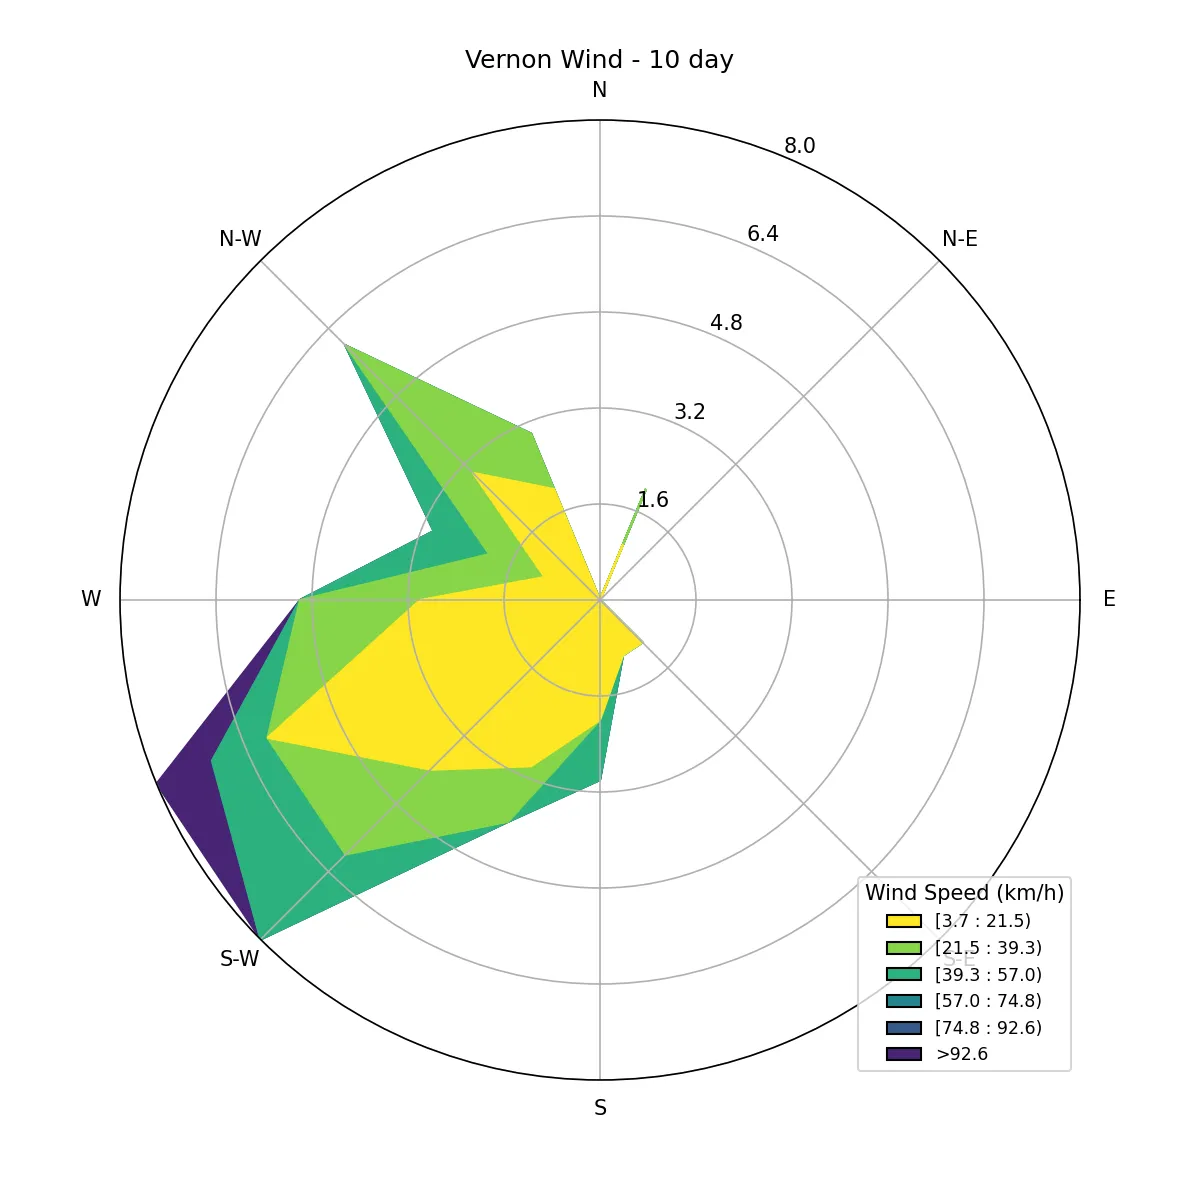 Vernon Wind - 10 day
N
8.0
N-W
6.4
N-E
4.8
3.2
1.6
W
E
S-W
S-E
S
Wind Speed (km/h)
[3.7 : 21.5)
[21.5 : 39.3)
[39.3 : 57.0)
[57.0 : 74.8)
[74.8 : 92.6)
>92.6